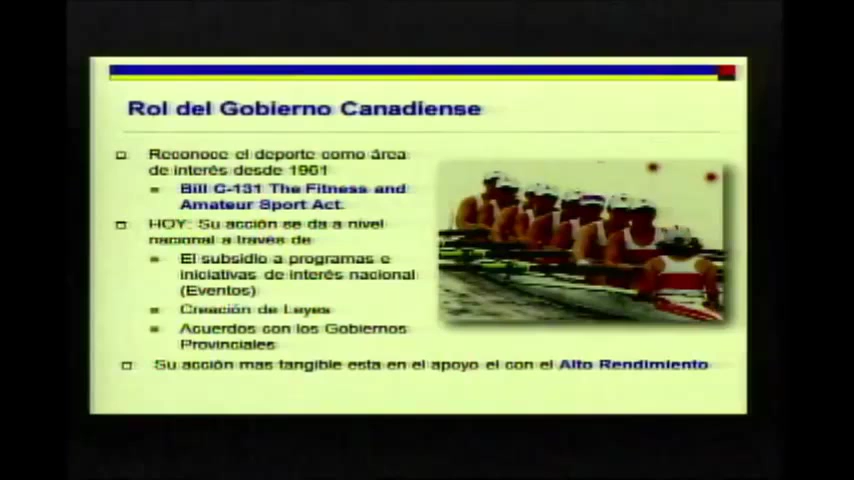 Rol del Gobierno Canadiense
Reconoce el deporte como área
de interés desde 1961
Bill C-131 The Fitness and
Amateur Sport Act.
HOY: Su acción se da a nivel
nacional a través de
El subsidio a programas e
iniciativas de interés nacional
(Eventos)
Creación de Leyes
Acuerdos con los Gobiernos
Provinciales
Su acción mas tangible esta en el apoyo el con el Alto Rendimiento